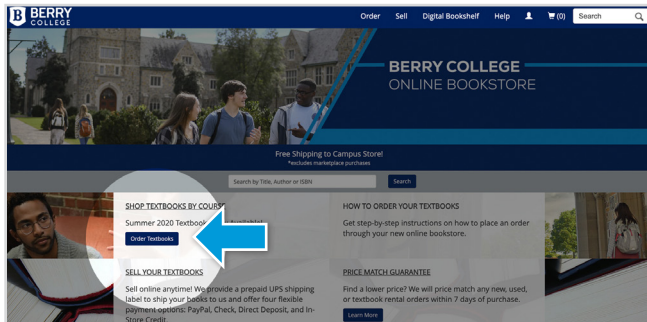 BERRY
COLLEGE
Order Sell Digital Bookshelf Help (0) Search
BERRY COLLEGE
ONLINE BOOKSTORE
Free Shipping to Campus Store!
*excludes marketplace purchases
Search by Title, Author or ISBN Search
SHOP TEXTBOOKS BY COURSE
Summer 2020 Textbook
Order Textbooks
HOW TO ORDER YOUR TEXTBOOKS
Get step-by-step instructions on how to place an order
through your new online bookstore.
SELL YOUR TEXTBOOKS
Sell online anytime! We provide a prepaid UPS shipping
label to ship your books to us and offer four flexible
payment options: PayPal, Check, Direct Deposit, and In-
Store Credit.
PRICE MATCH GUARANTEE
Find a lower price? We will price match any new, used,
or textbook rental orders within 7 days of purchase.
Learn More